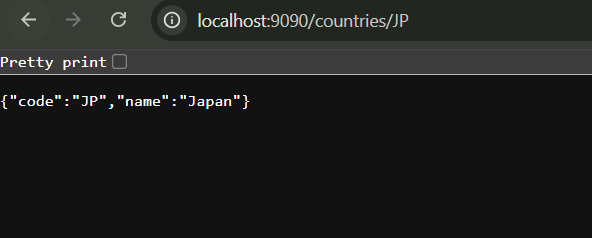 localhost:9090/countries/JP
Pretty print
{"code":"JP","name":"Japan"}